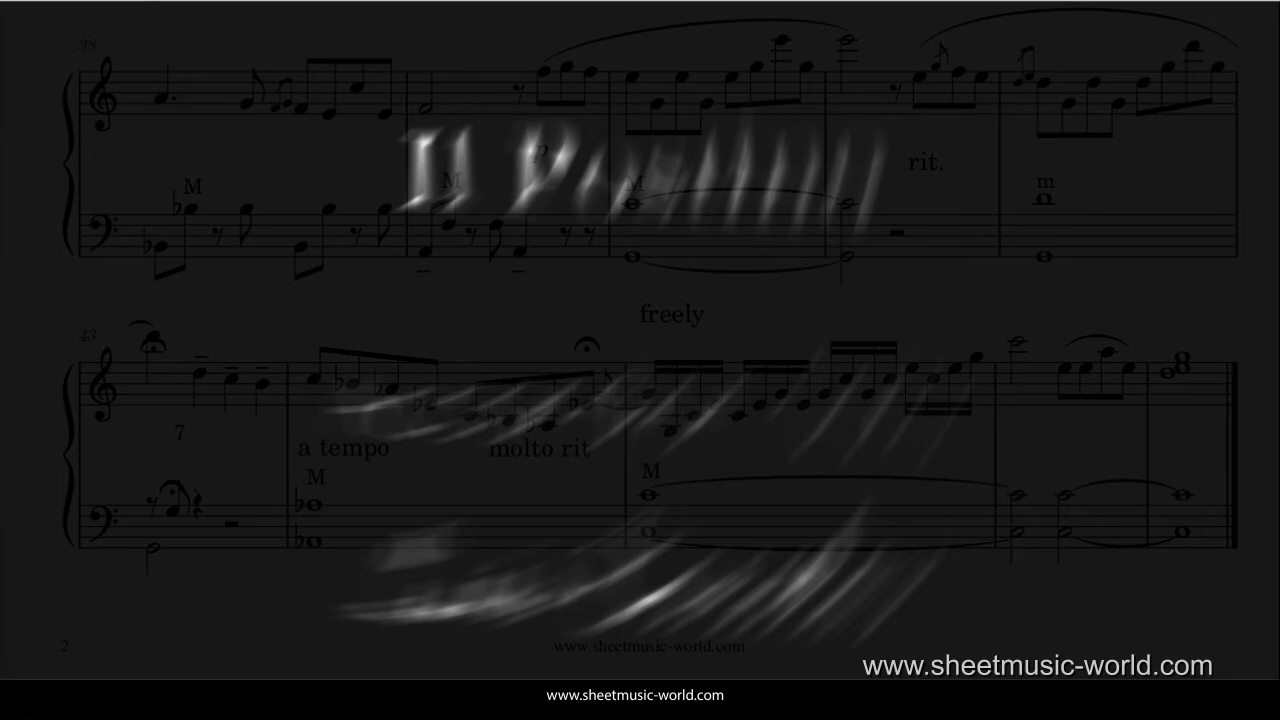 38
p
M M M rit. m
freely
43
7
a tempo molto rit
M M
2
www.sheetmusic-world.com
www.sheetmusic-world.com
www.sheetmusic-world.com